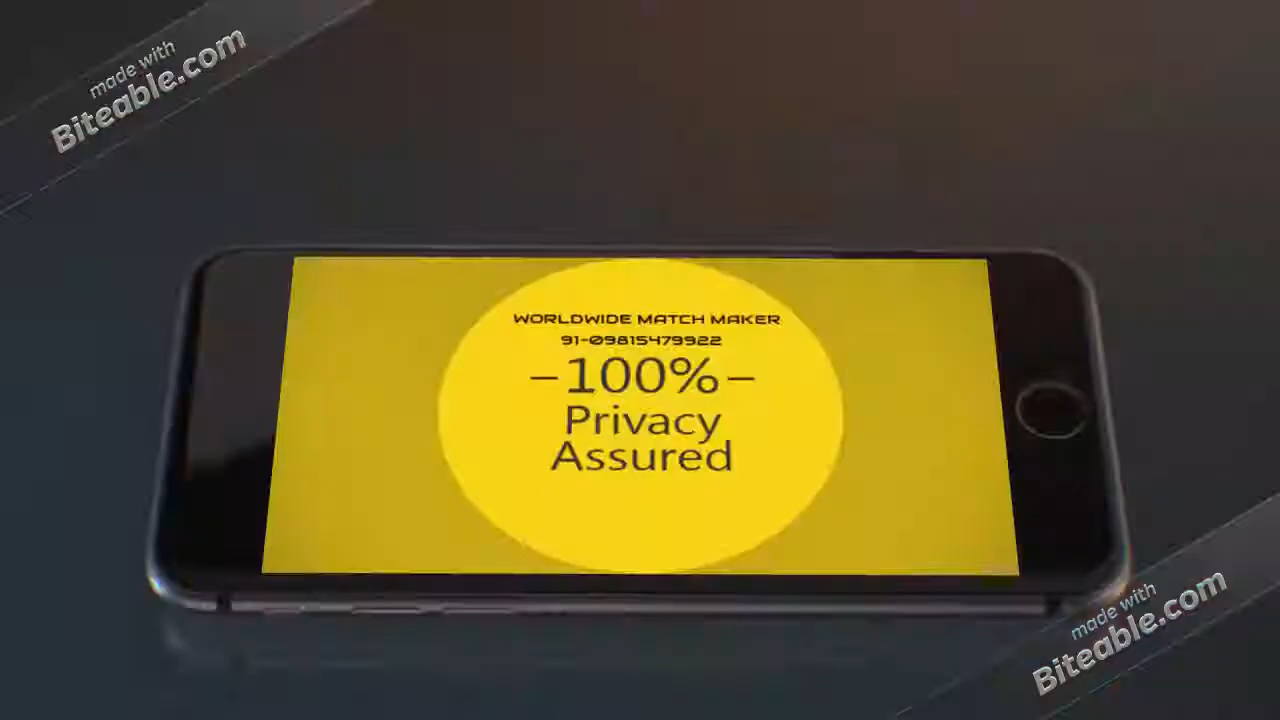 made with
Biteable.com
WORLDWIDE MATCH MAKER
91-09815479922
-100%-
Privacy
Assured
made with
Biteable.com